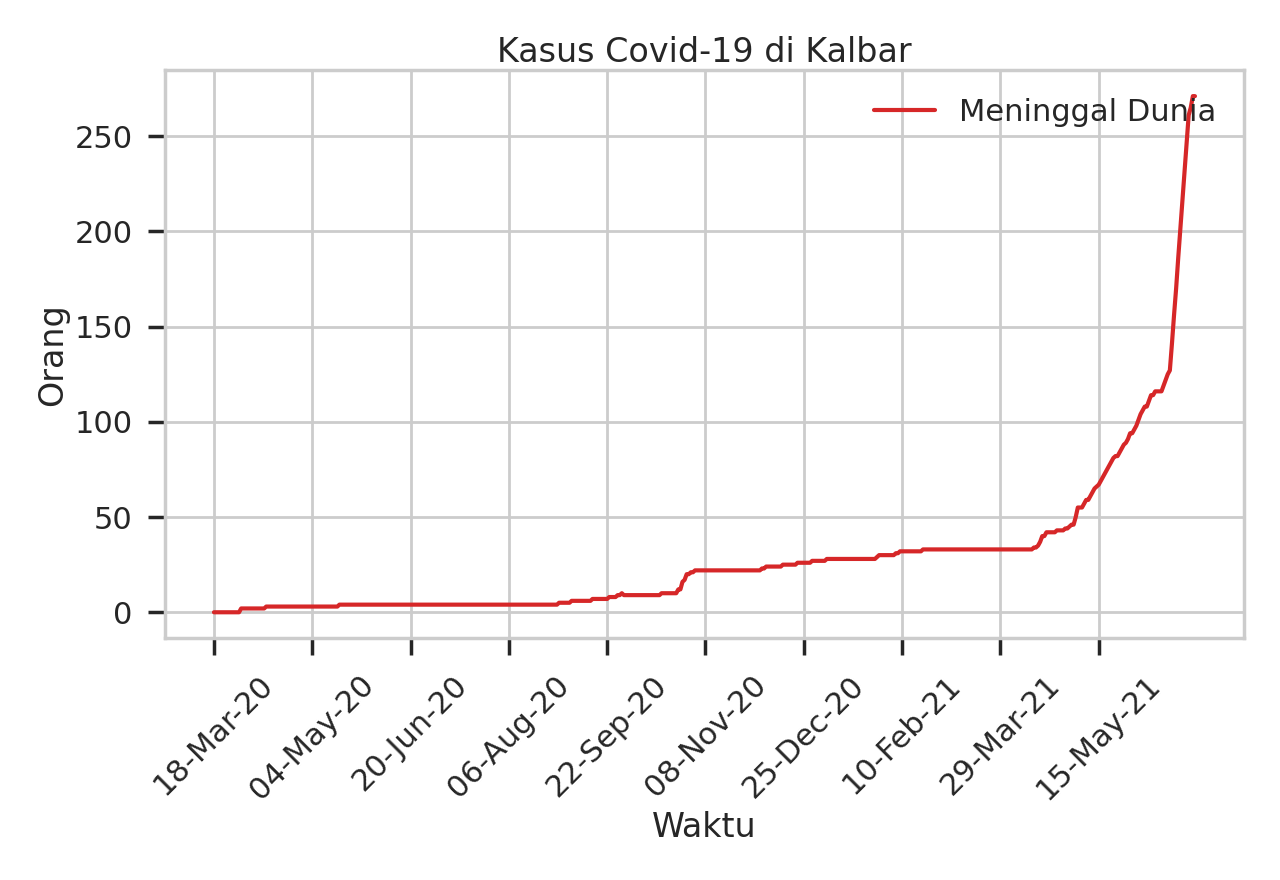 Kasus Covid-19 di Kalbar
Meninggal Dunia
Orang
250
200
150
100
50
0
18-Mar-20
04-May-20
20-Jun-20
06-Aug-20
22-Sep-20
08-Nov-20
25-Dec-20
10-Feb-21
29-Mar-21
15-May-21
Waktu